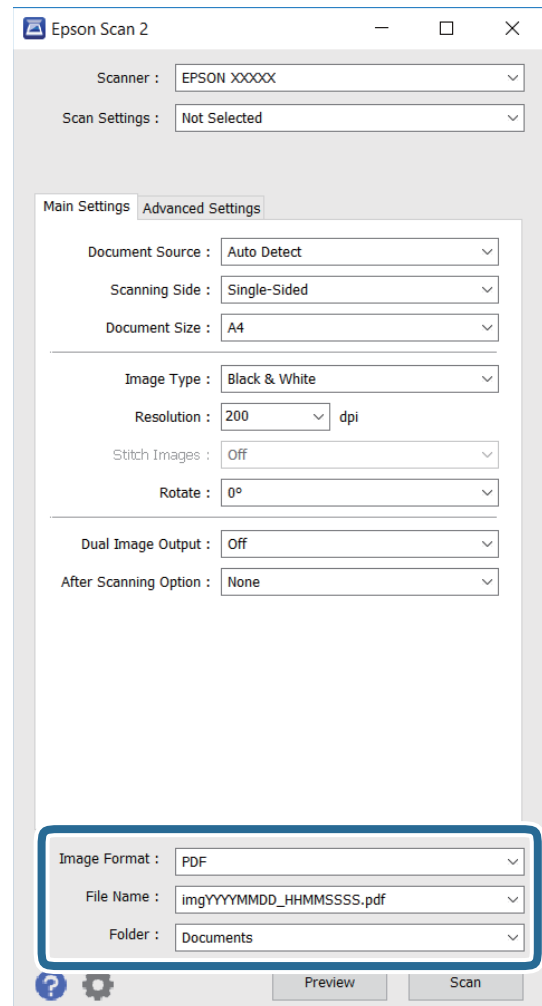 Epson Scan 2
Scanner : EPSON XXXXX
Scan Settings : Not Selected
Main Settings Advanced Settings
Document Source : Auto Detect
Scanning Side : Single-Sided
Document Size : A4
Image Type : Black & White
Resolution : 200 dpi
Stitch Images : Off
Rotate : 0º
Dual Image Output : Off
After Scanning Option : None
Image Format : PDF
File Name : imgYYYYMMDD_HHMMSSSS.pdf
Folder : Documents
? Preview Scan